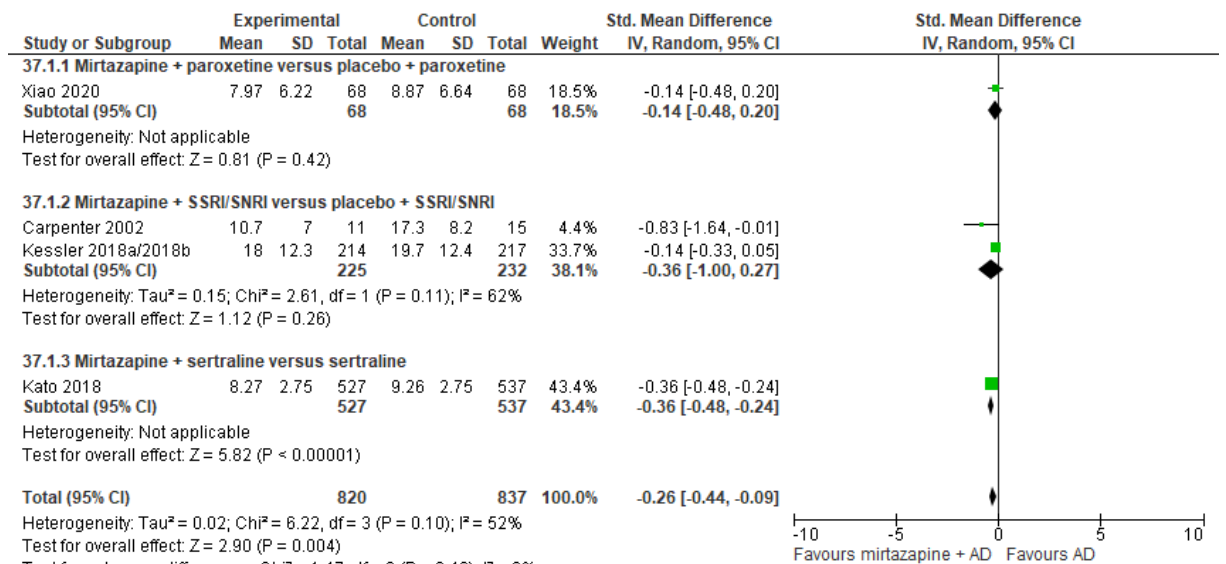 Experimental Control Std. Mean Difference Std. Mean Difference
Study or Subgroup Mean SD Total Mean SD Total Weight IV, Random, 95% CI IV, Random, 95% CI
37.1.1 Mirtazapine + paroxetine versus placebo + paroxetine
Xiao 2020 7.97 6.22 68 8.87 6.64 68 18.5% -0.14 [-0.48, 0.20]
Subtotal (95% CI) 68 68 18.5% -0.14 [-0.48, 0.20]
Heterogeneity: Not applicable
Test for overall effect: Z = 0.81 (P = 0.42)
37.1.2 Mirtazapine + SSRI/SNRI versus placebo + SSRI/SNRI
Carpenter 2002 10.7 7 11 17.3 8.2 15 4.4% -0.83 [-1.64, -0.01]
Kessler 2018a/2018b 18 12.3 214 19.7 12.4 217 33.7% -0.14 [-0.33, 0.05]
Subtotal (95% CI) 225 232 38.1% -0.36 [-1.00, 0.27]
Heterogeneity: Tau² = 0.15; Chi² = 2.61, df = 1 (P = 0.11); I² = 62%
Test for overall effect: Z = 1.12 (P = 0.26)
37.1.3 Mirtazapine + sertraline versus sertraline
Kato 2018 8.27 2.75 527 9.26 2.75 537 43.4% -0.36 [-0.48, -0.24]
Subtotal (95% CI) 527 537 43.4% -0.36 [-0.48, -0.24]
Heterogeneity: Not applicable
Test for overall effect: Z = 5.82 (P < 0.00001)
Total (95% CI) 820 837 100.0% -0.26 [-0.44, -0.09]
Heterogeneity: Tau² = 0.02; Chi² = 6.22, df = 3 (P = 0.10); I² = 52%
Test for overall effect: Z = 2.90 (P = 0.004)
-10 -5 0 5 10
Favours mirtazapine + AD Favours AD